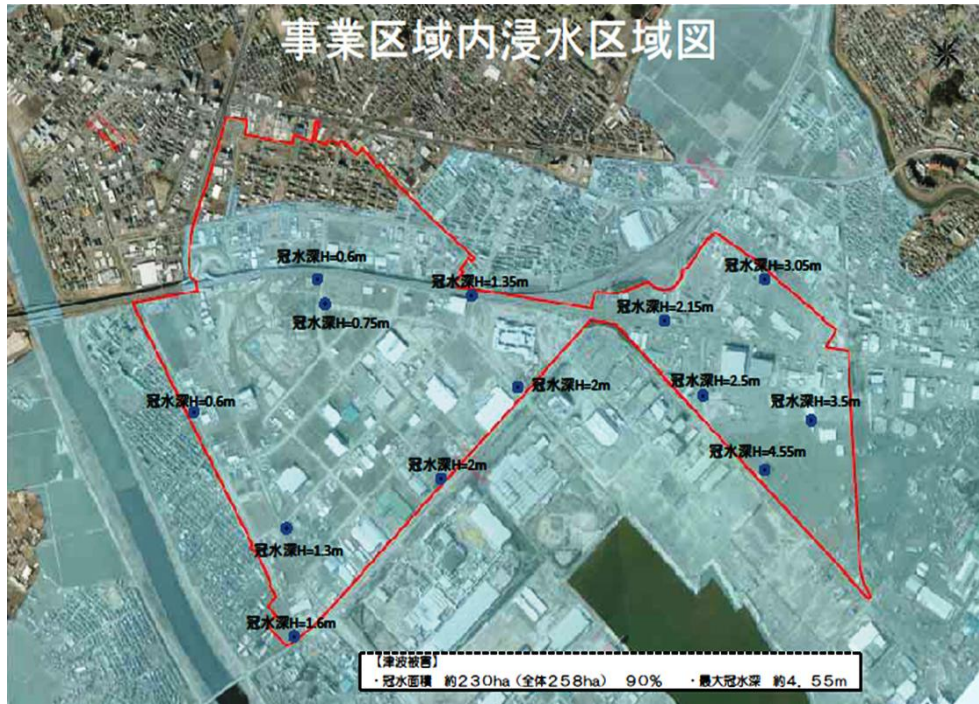 事業区域内浸水区域図
冠水深H=0.6m
冠水深H=3.05m
冠水深H=1.35m
冠水深H=2.15m
冠水深H=0.75m
冠水深H=2m
冠水深H=2.5m
冠水深H=0.6m
冠水深H=3.5m
冠水深H=4.55m
冠水深H=2m
冠水深H=1.3m
冠水深H=1.6m
【津波被害】
・冠水面積 約230ha(全体258ha) 90% ・最大冠水深 約4.55m